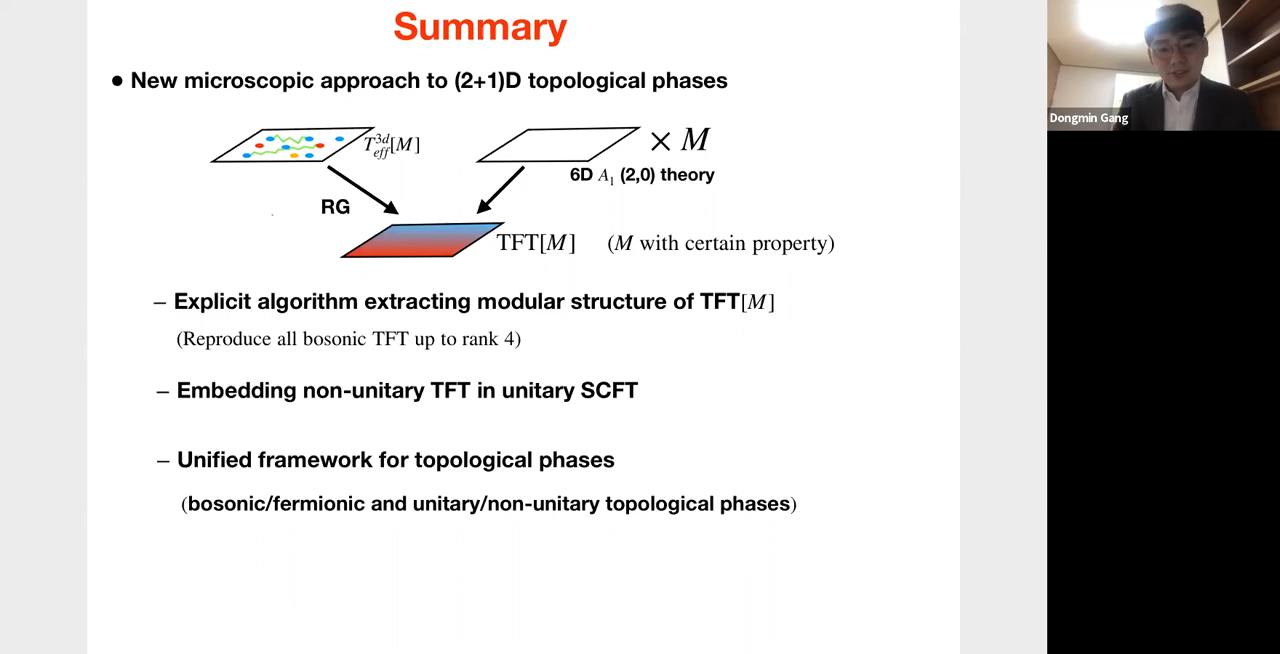 Summary
● New microscopic approach to (2+1)D topological phases
T^{3d}_{eff}[M]
× M
6D A₁ (2,0) theory
RG
TFT[M] (M with certain property)
– Explicit algorithm extracting modular structure of TFT[M]
(Reproduce all bosonic TFT up to rank 4)
– Embedding non-unitary TFT in unitary SCFT
– Unified framework for topological phases
(bosonic/fermionic and unitary/non-unitary topological phases)
Dongmin Gang